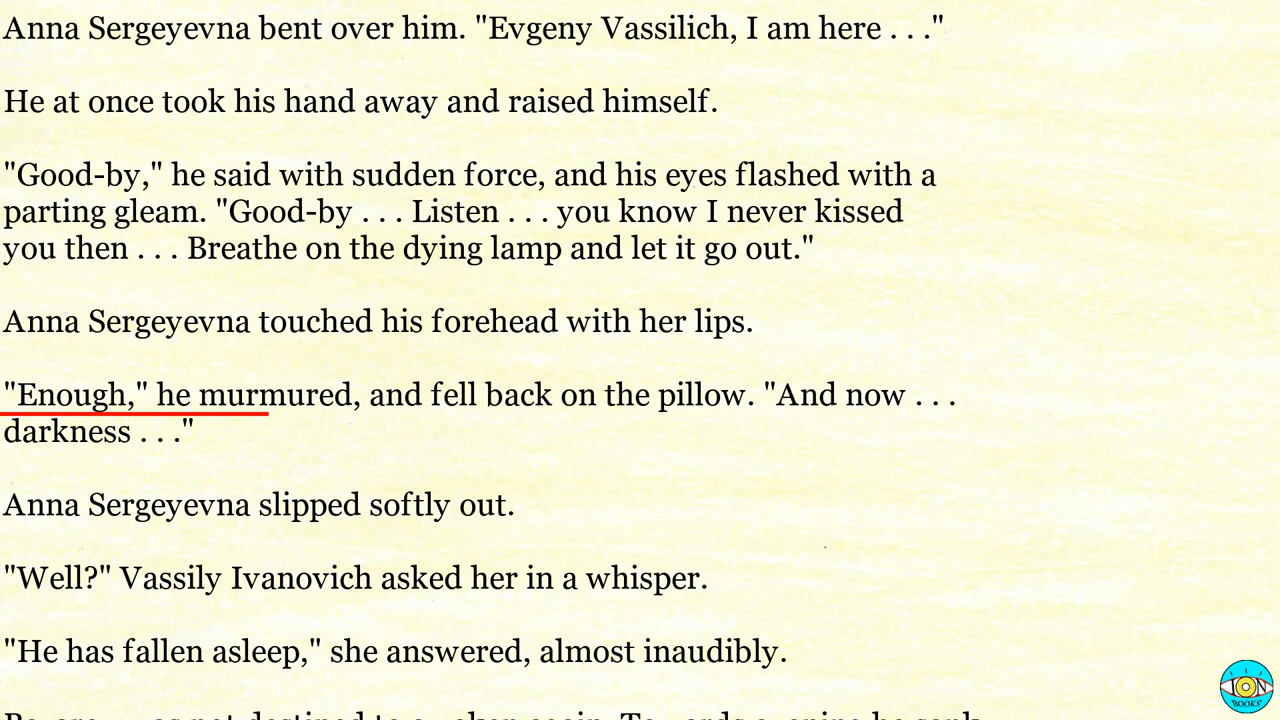 Anna Sergeyevna bent over him. "Evgeny Vassilich, I am here . . ."
He at once took his hand away and raised himself.
"Good-by," he said with sudden force, and his eyes flashed with a
parting gleam. "Good-by . . . Listen . . . you know I never kissed
you then . . . Breathe on the dying lamp and let it go out."
Anna Sergeyevna touched his forehead with her lips.
"Enough," he murmured, and fell back on the pillow. "And now . . .
darkness . . ."
Anna Sergeyevna slipped softly out.
"Well?" Vassily Ivanovich asked her in a whisper.
"He has fallen asleep," she answered, almost inaudibly.
ION
BOOKS